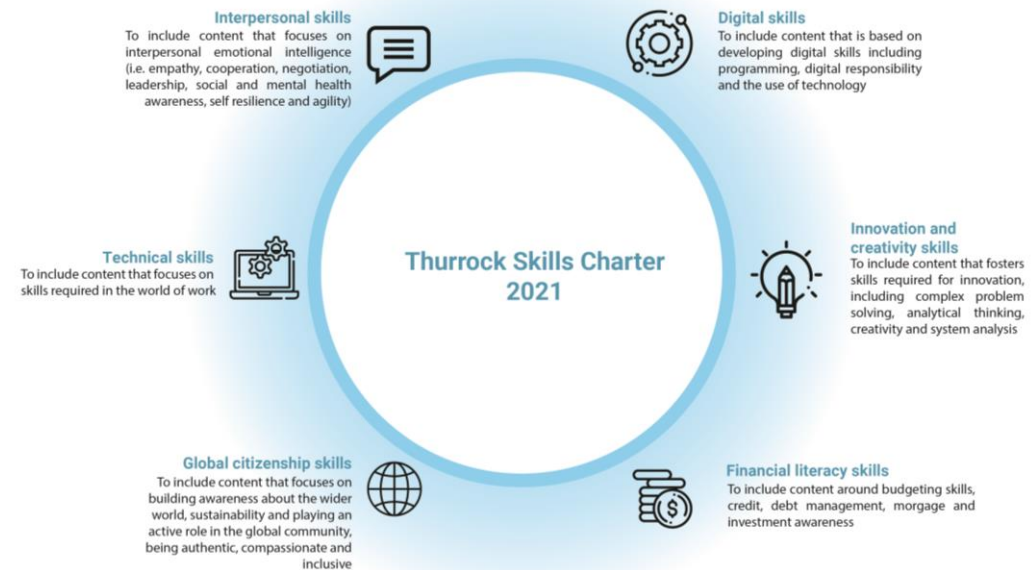 Interpersonal skills
To include content that focuses on
interpersonal emotional intelligence
(i.e. empathy, cooperation, negotiation,
leadership, social and mental health
awareness, self resilience and agility)
Digital skills
To include content that is based on
developing digital skills including
programming, digital responsibility
and the use of technology
Technical skills
To include content that focuses on
skills required in the world of work
Thurrock Skills Charter
2021
Innovation and
creativity skills
To include content that fosters
skills required for innovation,
including complex problem
solving, analytical thinking,
creativity and system analysis
Global citizenship skills
To include content that focuses on
building awareness about the wider
world, sustainability and playing an
active role in the global community,
being authentic, compassionate and
inclusive
Financial literacy skills
To include content around budgeting skills,
credit, debt management, morgage and
investment awareness